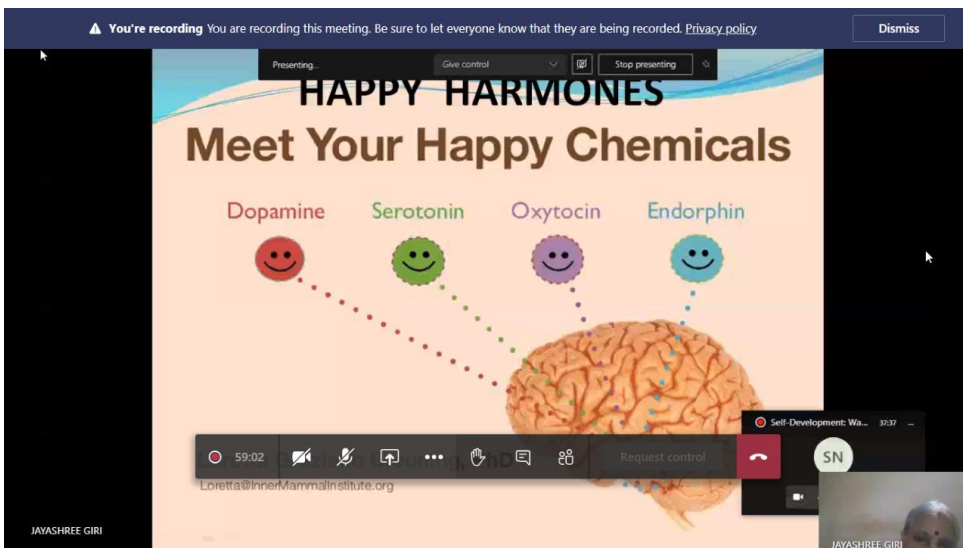 You're recording You are recording this meeting. Be sure to let everyone know that they are being recorded. Privacy policy Dismiss
Presenting... Give control Stop presenting
HAPPY HARMONES
Meet Your Happy Chemicals
Dopamine Serotonin Oxytocin Endorphin
Self-Development: Wa... 37:37
59:02 Request control
SN
Loretta@InnerMammalInstitute.org
JAYASHREE GIRI
JAYASHREE GIRI